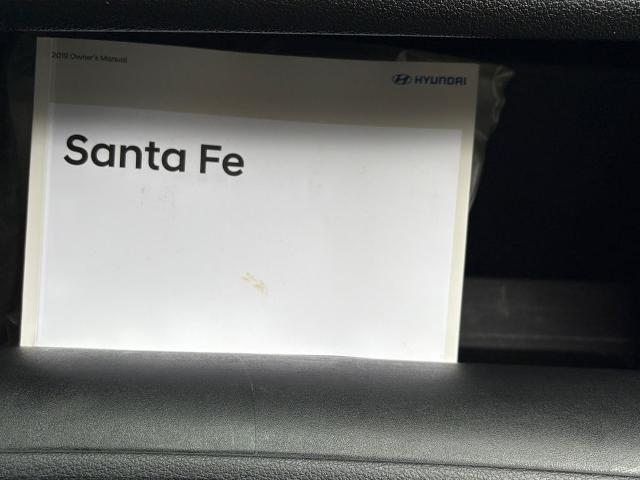 2019 Owner's Manual
HYUNDAI
Santa Fe